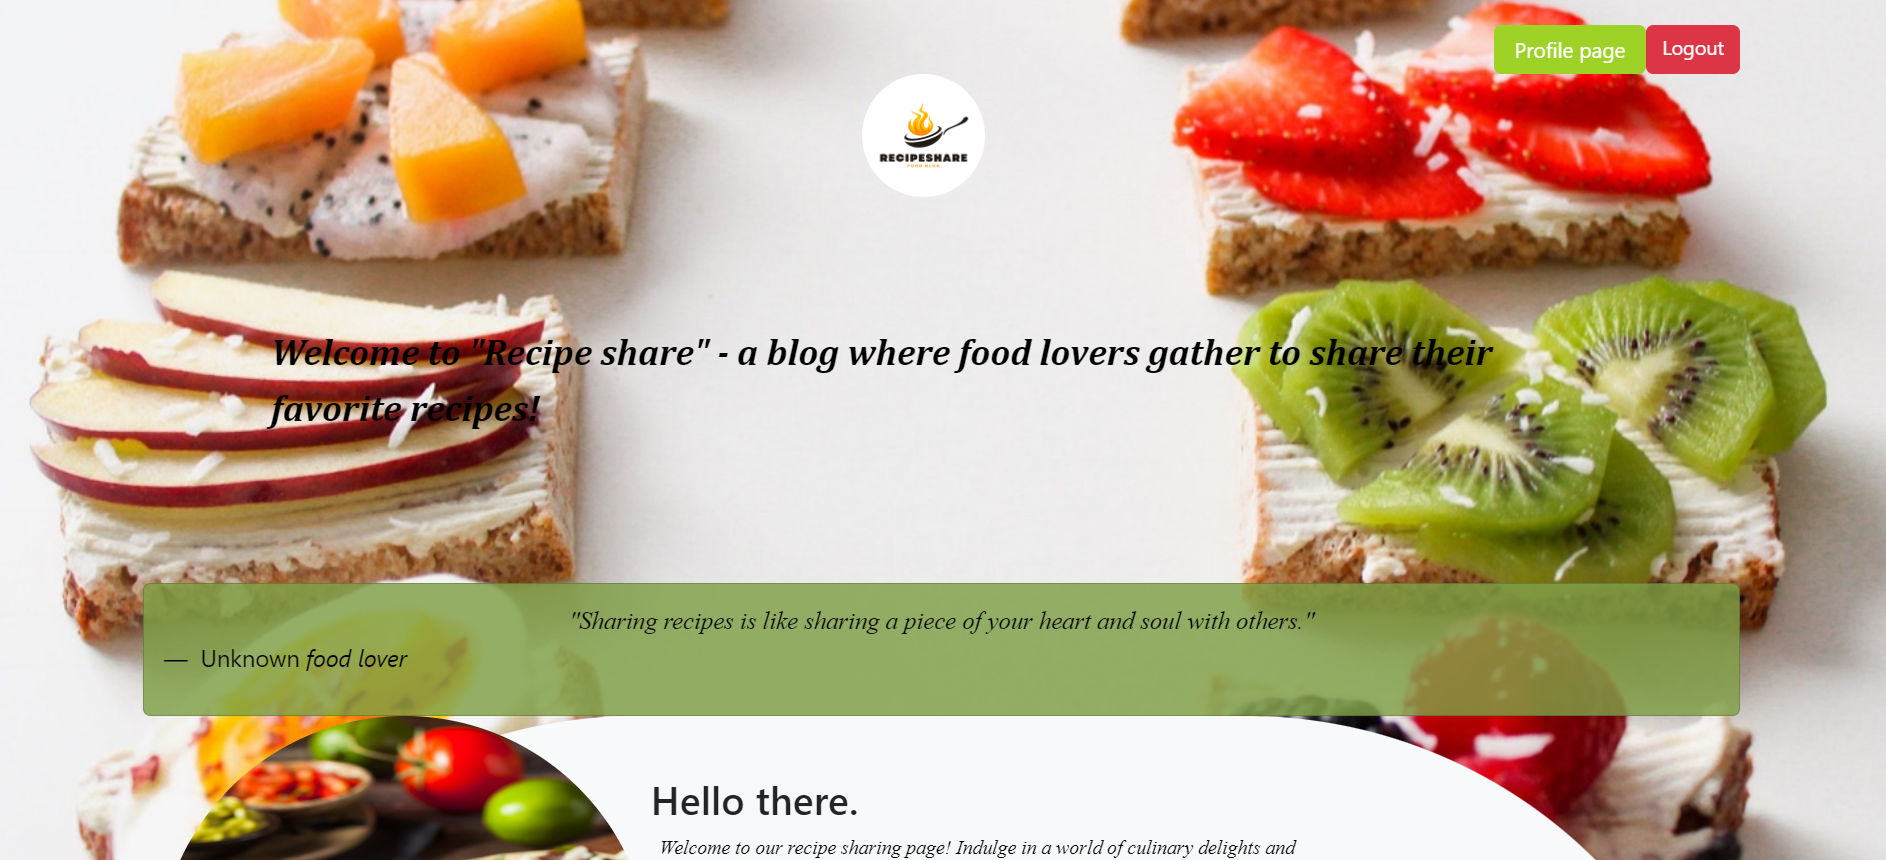 Profile page
Logout
RECIPESHARE
FOOD BLOG
Welcome to "Recipe share" - a blog where food lovers gather to share their
favorite recipes!
"Sharing recipes is like sharing a piece of your heart and soul with others."
— Unknown food lover
Hello there.
Welcome to our recipe sharing page! Indulge in a world of culinary delights and